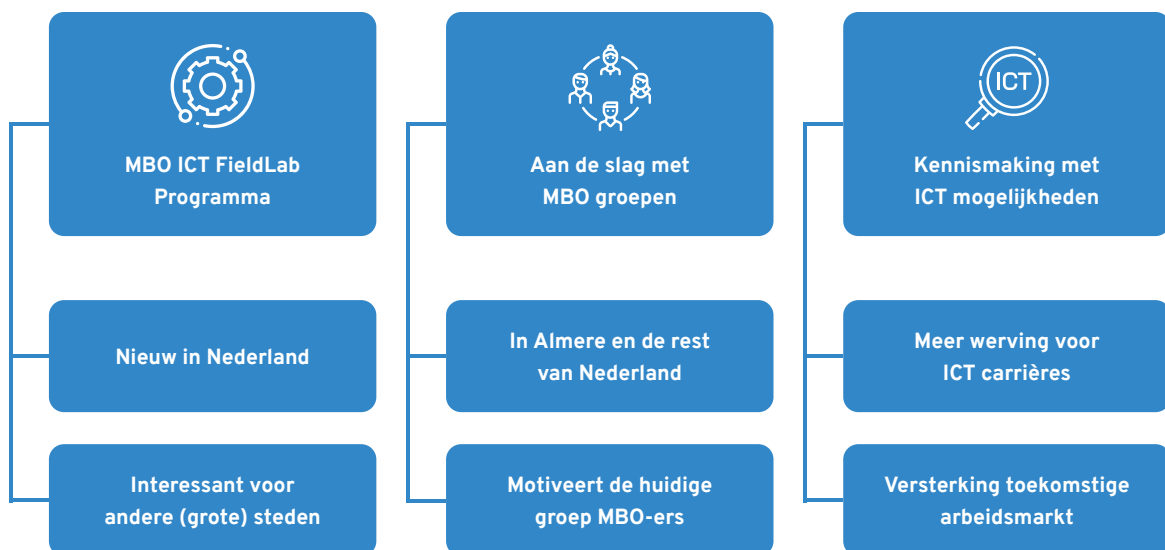 MBO ICT FieldLab
Programma
Nieuw in Nederland
Interessant voor
andere (grote) steden
Aan de slag met
MBO groepen
In Almere en de rest
van Nederland
Motiveert de huidige
groep MBO-ers
ICT
Kennismaking met
ICT mogelijkheden
Meer werving voor
ICT carrières
Versterking toekomstige
arbeidsmarkt